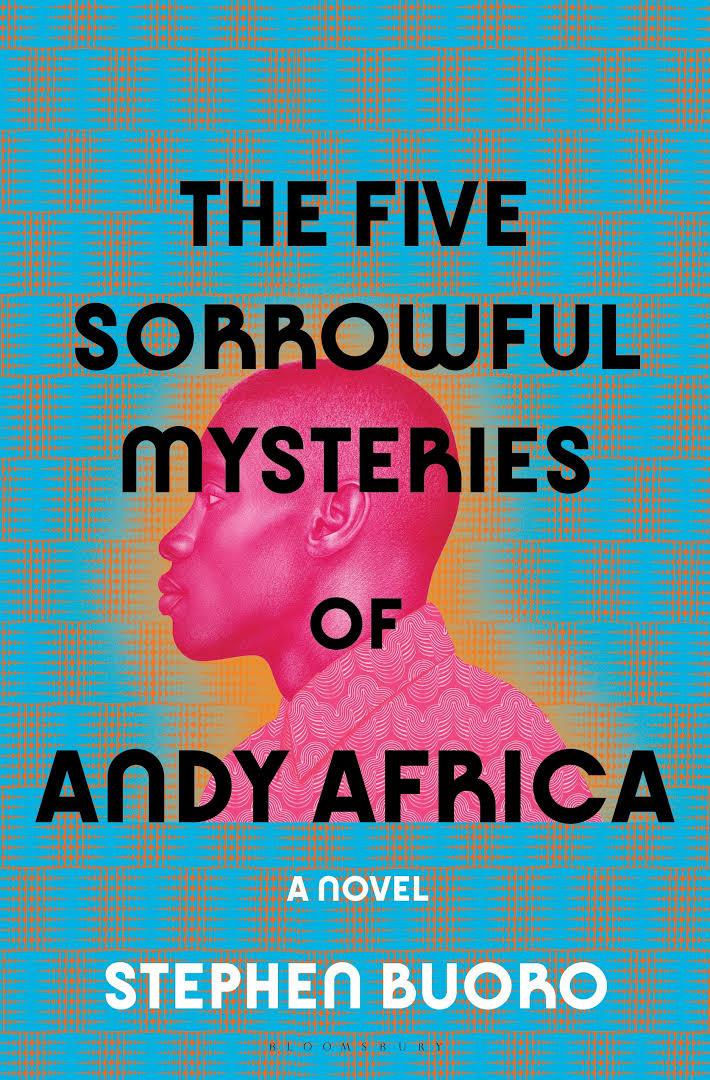 THE FIVE
SORROWFUL
MYSTERIES
OF
ANDY AFRICA
A NOVEL
STEPHEN BUORO
BLOOMSBURY